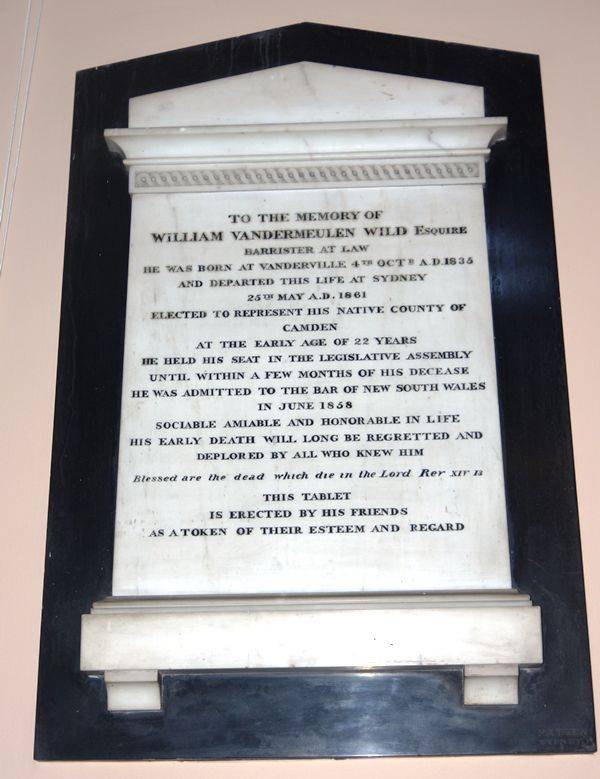 TO THE MEMORY OF
WILLIAM VANDERMEULEN WILD ESQUIRE
BARRISTER AT LAW
HE WAS BORN AT VANDERVILLE 4TH OCTR A.D.1835
AND DEPARTED THIS LIFE AT SYDNEY
25TH MAY A.D. 1861
ELECTED TO REPRESENT HIS NATIVE COUNTY OF
CAMDEN
AT THE EARLY AGE OF 22 YEARS
HE HELD HIS SEAT IN THE LEGISLATIVE ASSEMBLY
UNTIL WITHIN A FEW MONTHS OF HIS DECEASE
HE WAS ADMITTED TO THE BAR OF NEW SOUTH WALES
IN JUNE 1858
SOCIABLE AMIABLE AND HONORABLE IN LIFE
HIS EARLY DEATH WILL LONG BE REGRETTED AND
DEPLORED BY ALL WHO KNEW HIM
Blessed are the dead which die in the Lord Rev XIV 13
THIS TABLET
IS ERECTED BY HIS FRIENDS
AS A TOKEN OF THEIR ESTEEM AND REGARD